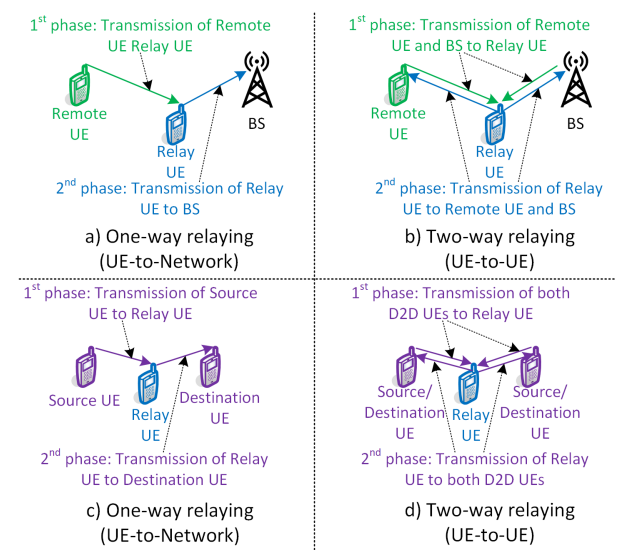 1st phase: Transmission of Remote
UE Relay UE
Remote
UE
BS
Relay
UE
2nd phase: Transmission of Relay
UE to BS
a) One-way relaying
(UE-to-Network)
1st phase: Transmission of Remote
UE and BS to Relay UE
Remote
UE
BS
Relay
UE
2nd phase: Transmission of Relay
UE to Remote UE and BS
b) Two-way relaying
(UE-to-UE)
1st phase: Transmission of Source
UE to Relay UE
Source UE
Relay
UE
Destination
UE
2nd phase: Transmission of Relay
UE to Destination UE
c) One-way relaying
(UE-to-Network)
1st phase: Transmission of both
D2D UEs to Relay UE
Source/
Destination
UE
Relay
UE
Source/
Destination
UE
2nd phase: Transmission of Relay
UE to both D2D UEs
d) Two-way relaying
(UE-to-UE)